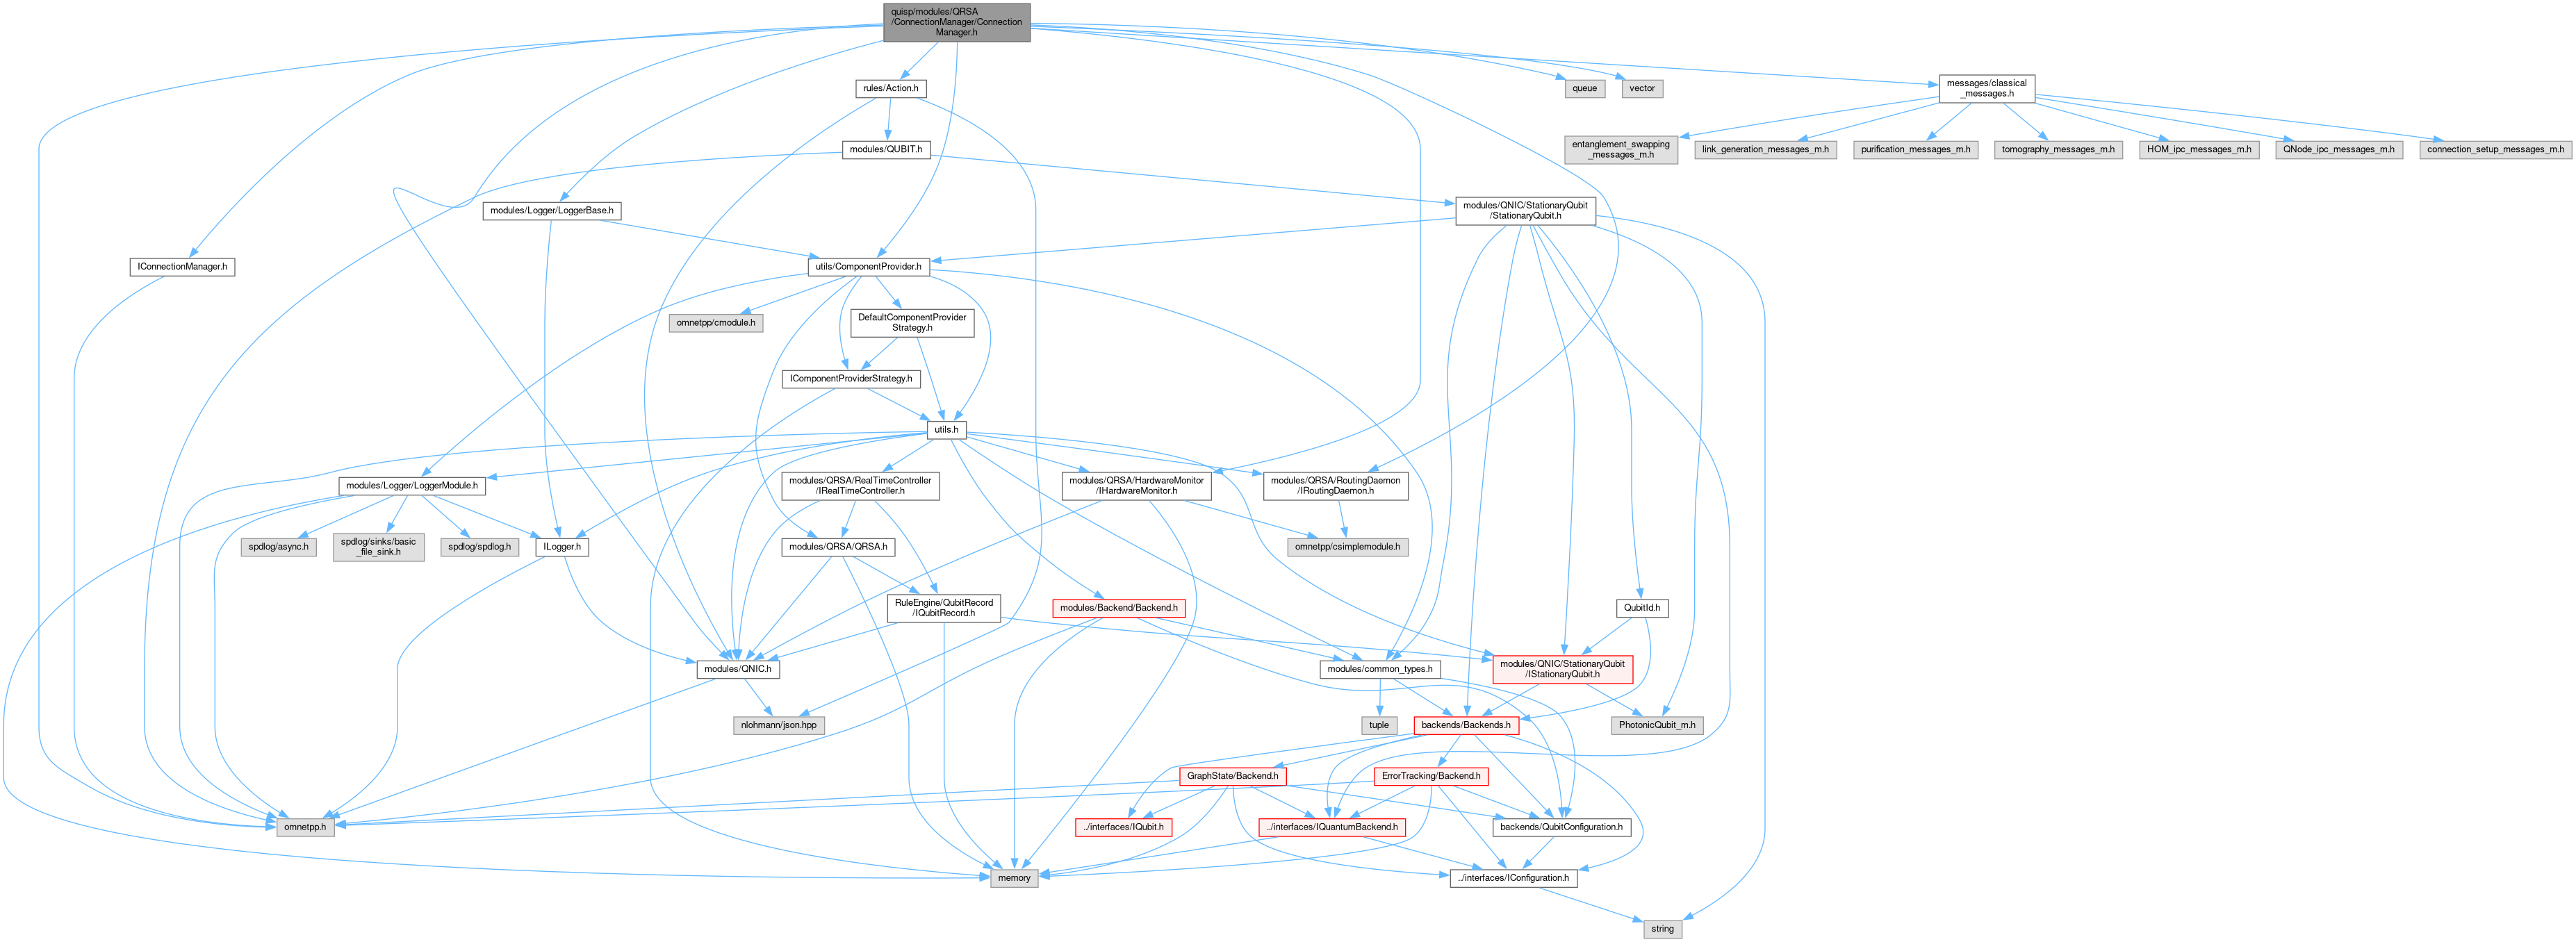 quisp/modules/QRSA
/ConnectionManager/Connection
Manager.h
rules/Action.h
queue
vector
messages/classical
_messages.h
modules/QUBIT.h
entanglement_swapping
_messages_m.h
link_generation_messages_m.h
purification_messages_m.h
tomography_messages_m.h
HOM_ipc_messages_m.h
QNode_ipc_messages_m.h
connection_setup_messages_m.h
modules/Logger/LoggerBase.h
modules/QNIC/StationaryQubit
/StationaryQubit.h
IConnectionManager.h
utils/ComponentProvider.h
omnetpp/cmodule.h
DefaultComponentProvider
Strategy.h
IComponentProviderStrategy.h
utils.h
modules/Logger/LoggerModule.h
modules/QRSA/RealTimeController
/IRealTimeController.h
modules/QRSA/HardwareMonitor
/IHardwareMonitor.h
modules/QRSA/RoutingDaemon
/IRoutingDaemon.h
spdlog/async.h
spdlog/sinks/basic
_file_sink.h
spdlog/spdlog.h
ILogger.h
modules/QRSA/QRSA.h
omnetpp/csimplemodule.h
RuleEngine/QubitRecord
/IQubitRecord.h
modules/Backend/Backend.h
QubitId.h
modules/QNIC.h
modules/common_types.h
modules/QNIC/StationaryQubit
/IStationaryQubit.h
nlohmann/json.hpp
tuple
backends/Backends.h
PhotonicQubit_m.h
GraphState/Backend.h
ErrorTracking/Backend.h
omnetpp.h
../interfaces/IQubit.h
../interfaces/IQuantumBackend.h
backends/QubitConfiguration.h
memory
../interfaces/IConfiguration.h
string